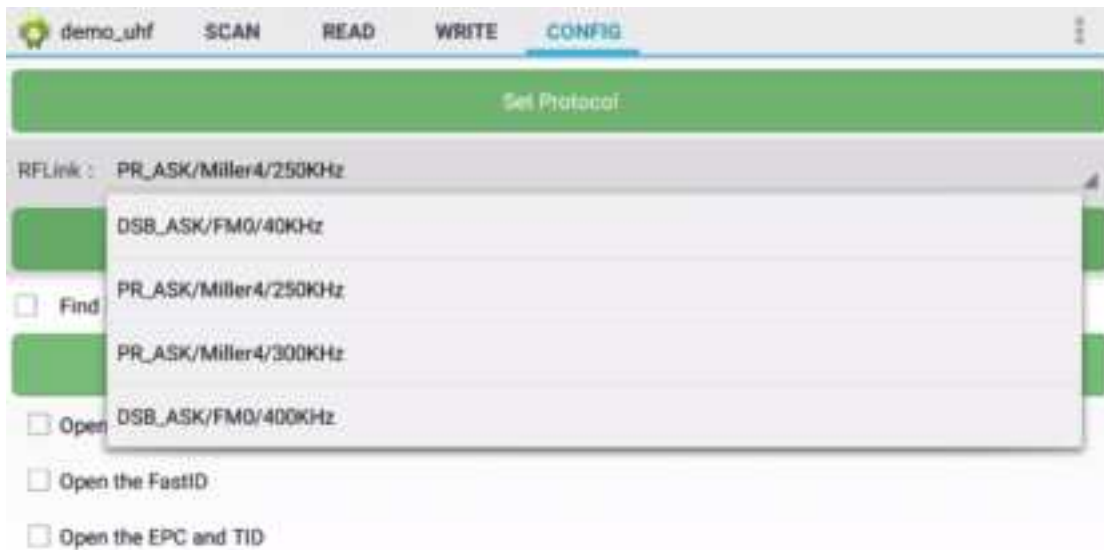 demo_uhf SCAN READ WRITE CONFIG
Set Protocol
RFLink : PR_ASK/Miller4/250KHz
DSB_ASK/FM0/40KHz
Find
PR_ASK/Miller4/250KHz
PR_ASK/Miller4/300KHz
Open
DSB_ASK/FM0/400KHz
Open the FastID
Open the EPC and TID